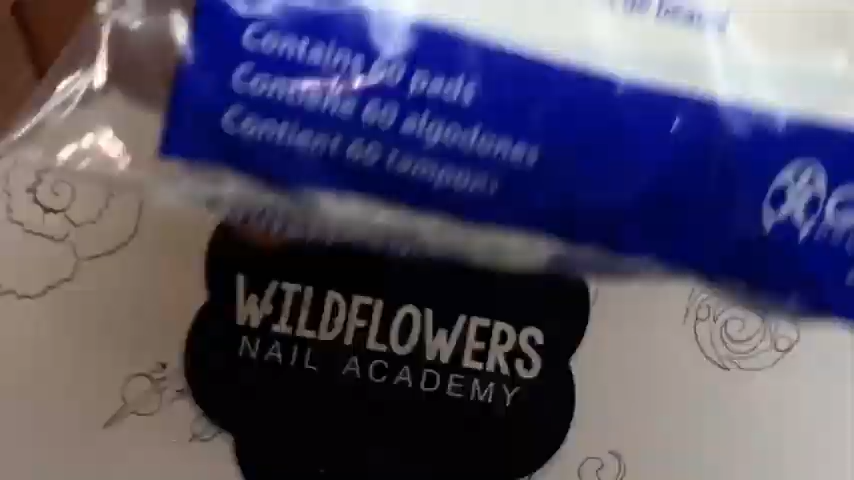 Contains 60 pads
Contiene 60 algodones
Contient 60 tampons
WILDFLOWERS
NAIL ACADEMY